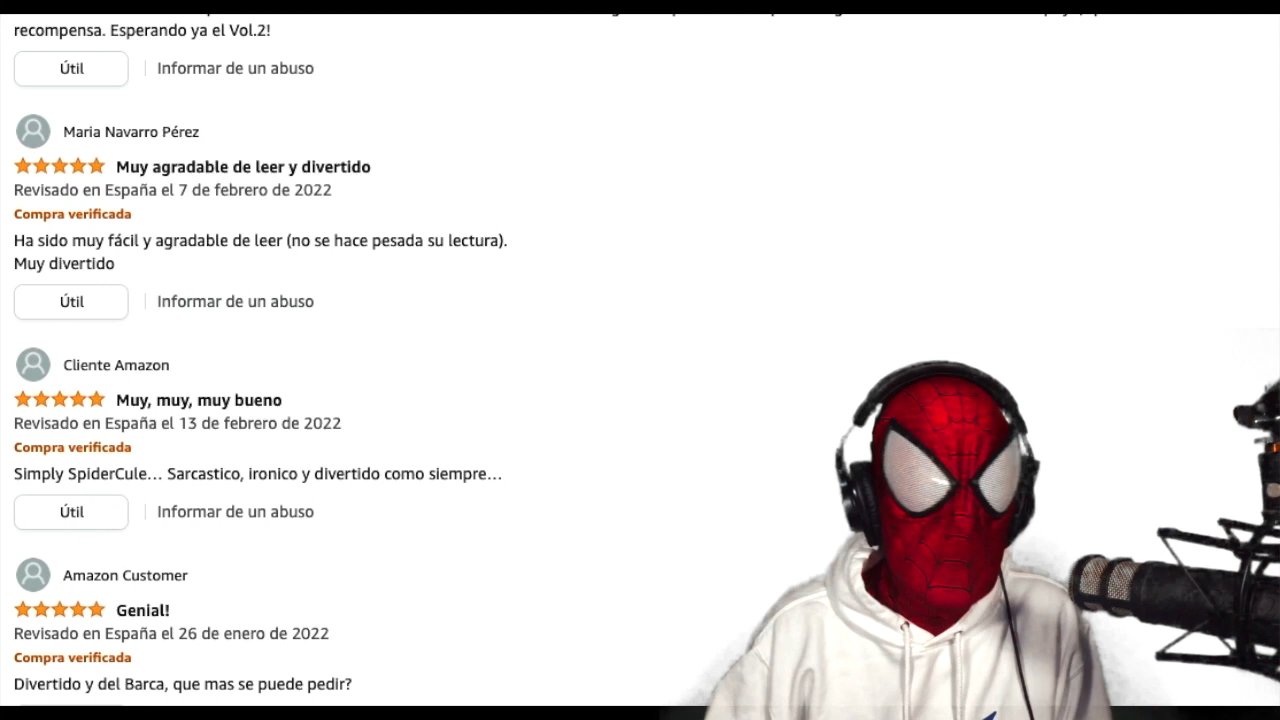 recompensa. Esperando ya el Vol.2!
Útil
Informar de un abuso
Maria Navarro Pérez
Muy agradable de leer y divertido
Revisado en España el 7 de febrero de 2022
Compra verificada
Ha sido muy fácil y agradable de leer (no se hace pesada su lectura).
Muy divertido
Útil
Informar de un abuso
Cliente Amazon
Muy, muy, muy bueno
Revisado en España el 13 de febrero de 2022
Compra verificada
Simply SpiderCule... Sarcastico, ironico y divertido como siempre...
Útil
Informar de un abuso
Amazon Customer
Genial!
Revisado en España el 26 de enero de 2022
Compra verificada
Divertido y del Barca, que mas se puede pedir?